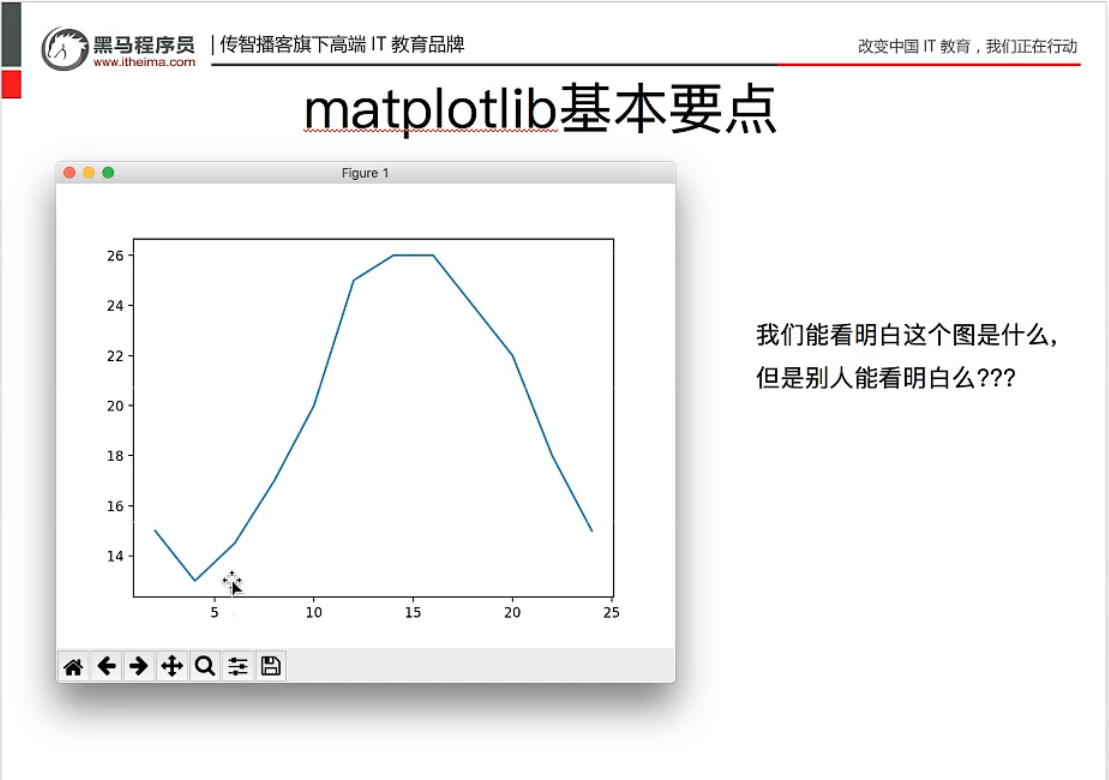 黑马程序员
www.itheima.com
传智播客旗下高端 IT 教育品牌
改变中国 IT 教育，我们正在行动
matplotlib基本要点
Figure 1
26
24
22
20
18
16
14
5 10 15 20 25
我们能看明白这个图是什么,
但是别人能看明白么???